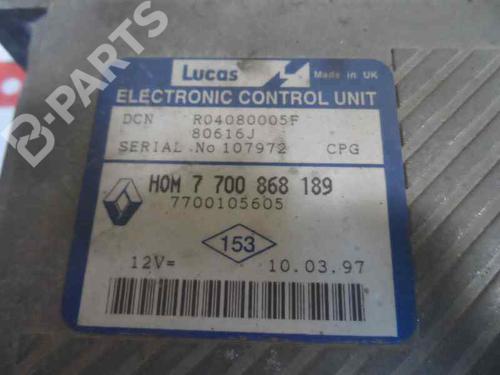 B-PARTS
Lucas Made in UK
ELECTRONIC CONTROL UNIT
DCN R04080005F
80616J
SERIAL No 107972 CPG
HOM 7 700 868 189
7700105605
153
12V= 10.03.97